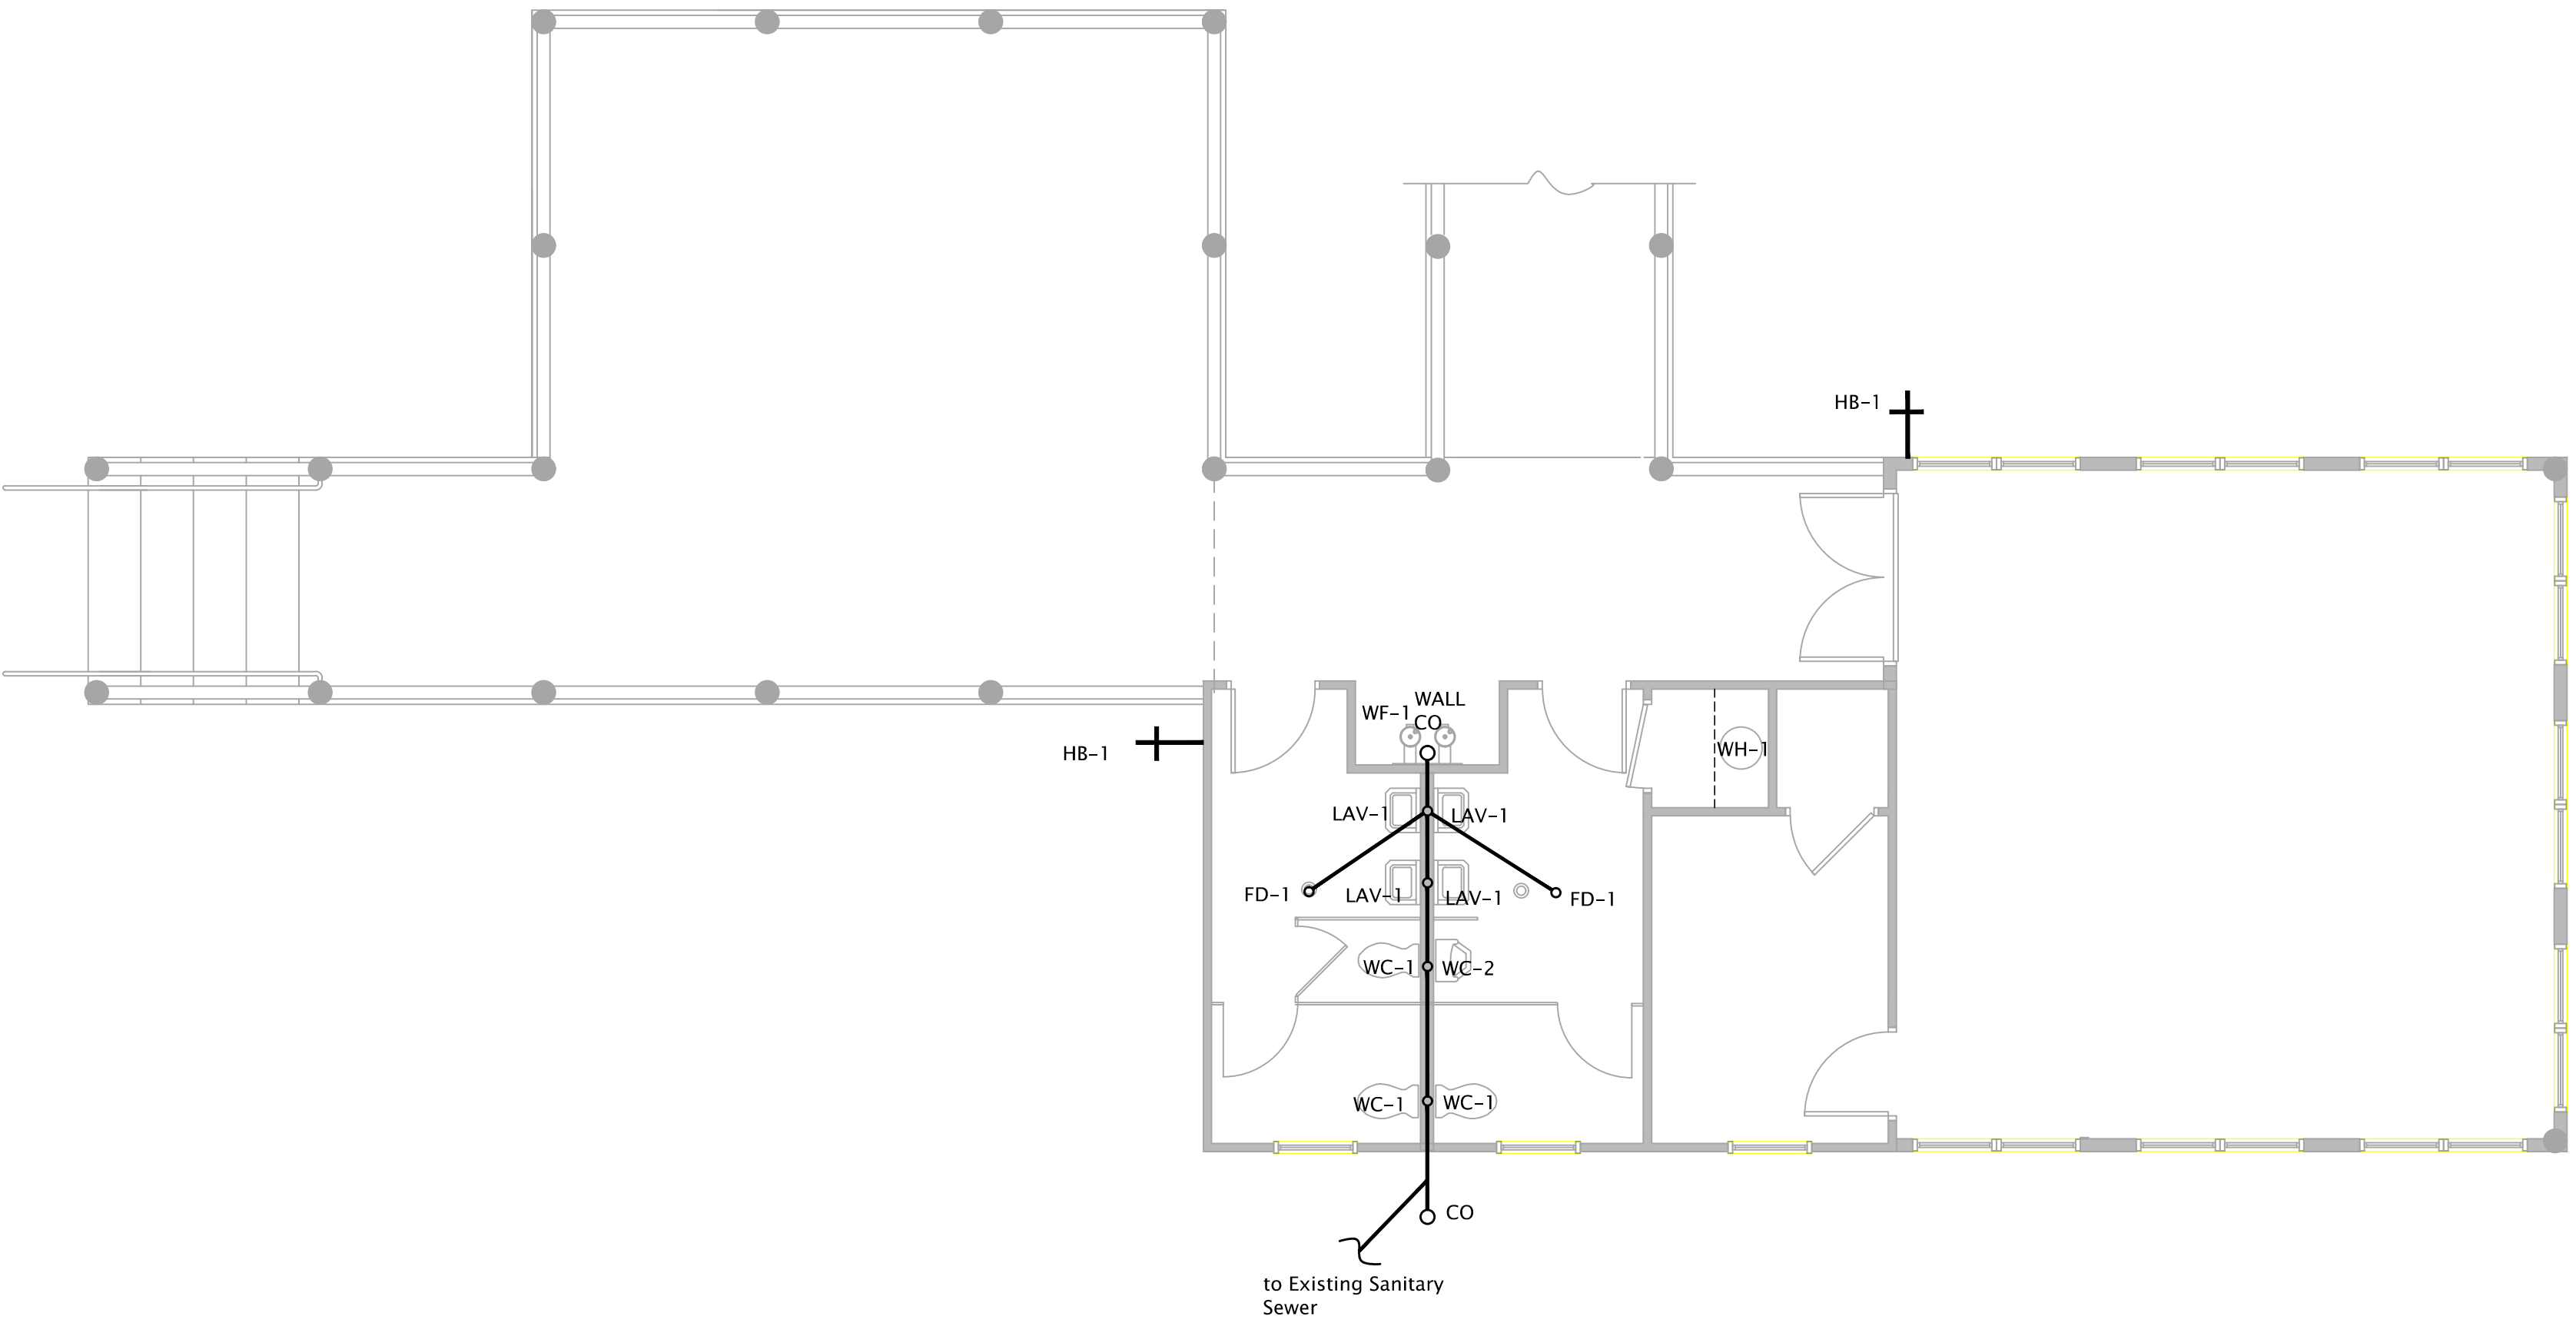 HB-1
WALL
WF-1
CO
WH-1
HB-1
LAV-1
LAV-1
FD-1
LAV-1
LAV-1
FD-1
WC-1
WC-2
WC-1
WC-1
CO
to Existing Sanitary
Sewer